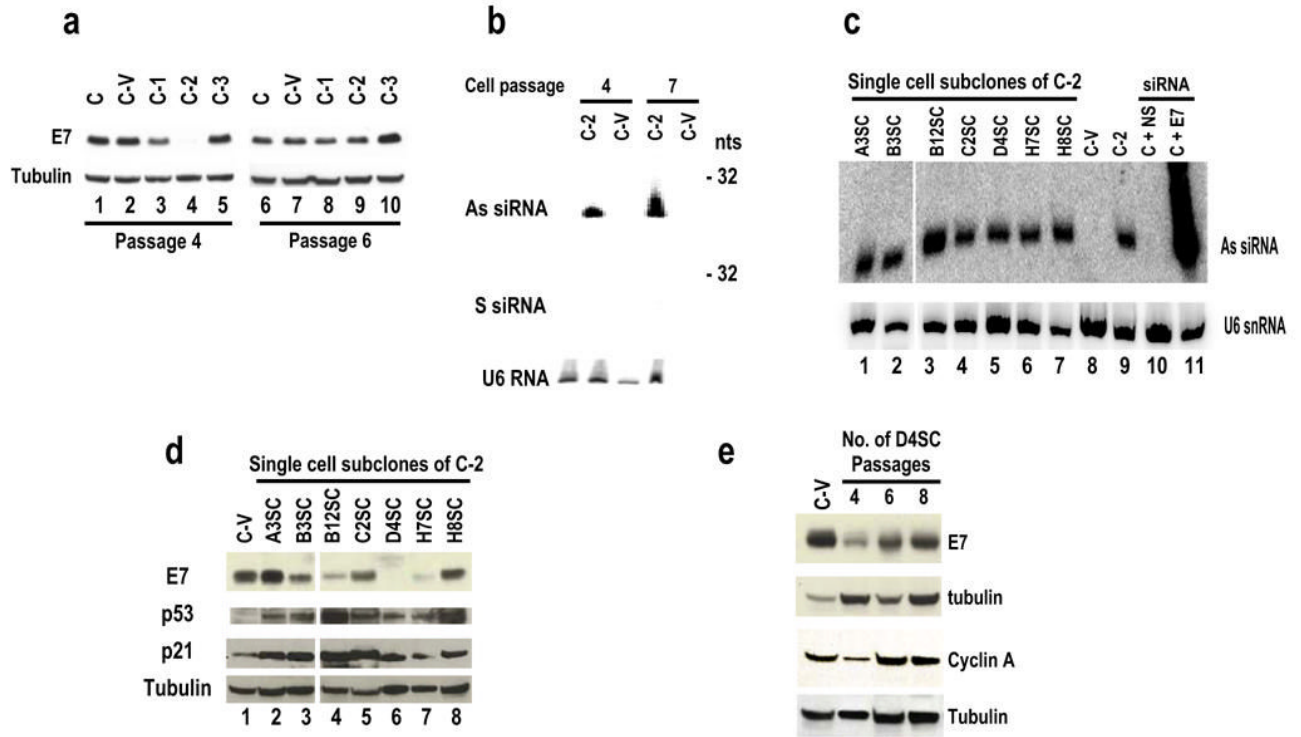 a
C C-V C-1 C-2 C-3 C C-V C-1 C-2 C-3
E7
Tubulin
1 2 3 4 5 6 7 8 9 10
Passage 4 Passage 6
b
Cell passage 4 7
C-2 C-V C-2 C-V
nts
- 32
As siRNA
- 32
S siRNA
U6 RNA
c
Single cell subclones of C-2 siRNA
A3SC B3SC B12SC C2SC D4SC H7SC H8SC C-V C-2 C + NS C + E7
As siRNA
U6 snRNA
1 2 3 4 5 6 7 8 9 10 11
d
Single cell subclones of C-2
C-V A3SC B3SC B12SC C2SC D4SC H7SC H8SC
E7
p53
p21
Tubulin
1 2 3 4 5 6 7 8
e
No. of D4SC
Passages
C-V 4 6 8
E7
tubulin
Cyclin A
Tubulin